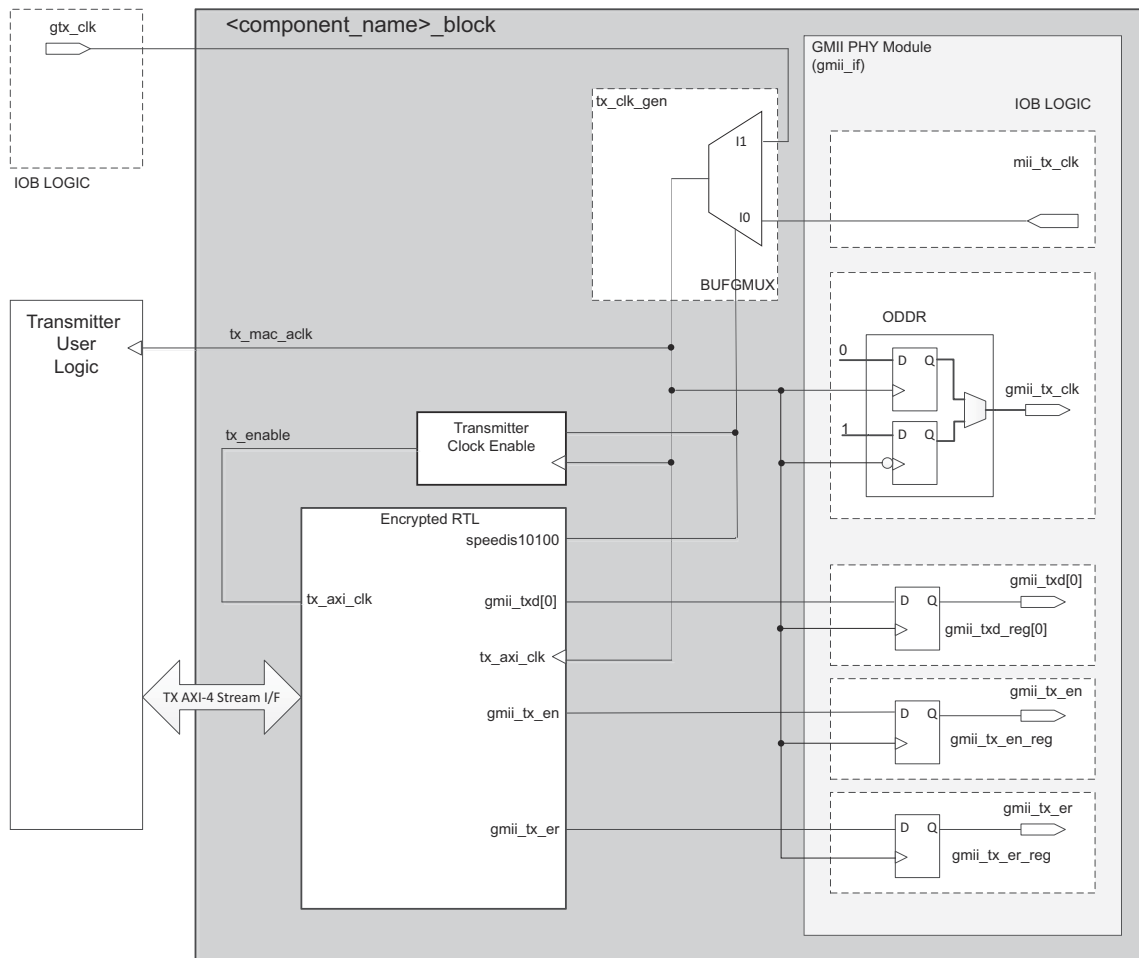 gtx_clk
IOB LOGIC
<component_name>_block
GMII PHY Module
(gmii_if)
IOB LOGIC
tx_clk_gen
I1
I0
BUFGMUX
mii_tx_clk
Transmitter
User
Logic
tx_mac_aclk
ODDR
0
D Q
gmii_tx_clk
1
D Q
tx_enable
Transmitter
Clock Enable
Encrypted RTL
speedis10100
tx_axi_clk
gmii_txd[0]
tx_axi_clk
gmii_tx_en
gmii_tx_er
TX AXI-4 Stream I/F
gmii_txd[0]
D Q
gmii_txd_reg[0]
gmii_tx_en
D Q
gmii_tx_en_reg
gmii_tx_er
D Q
gmii_tx_er_reg